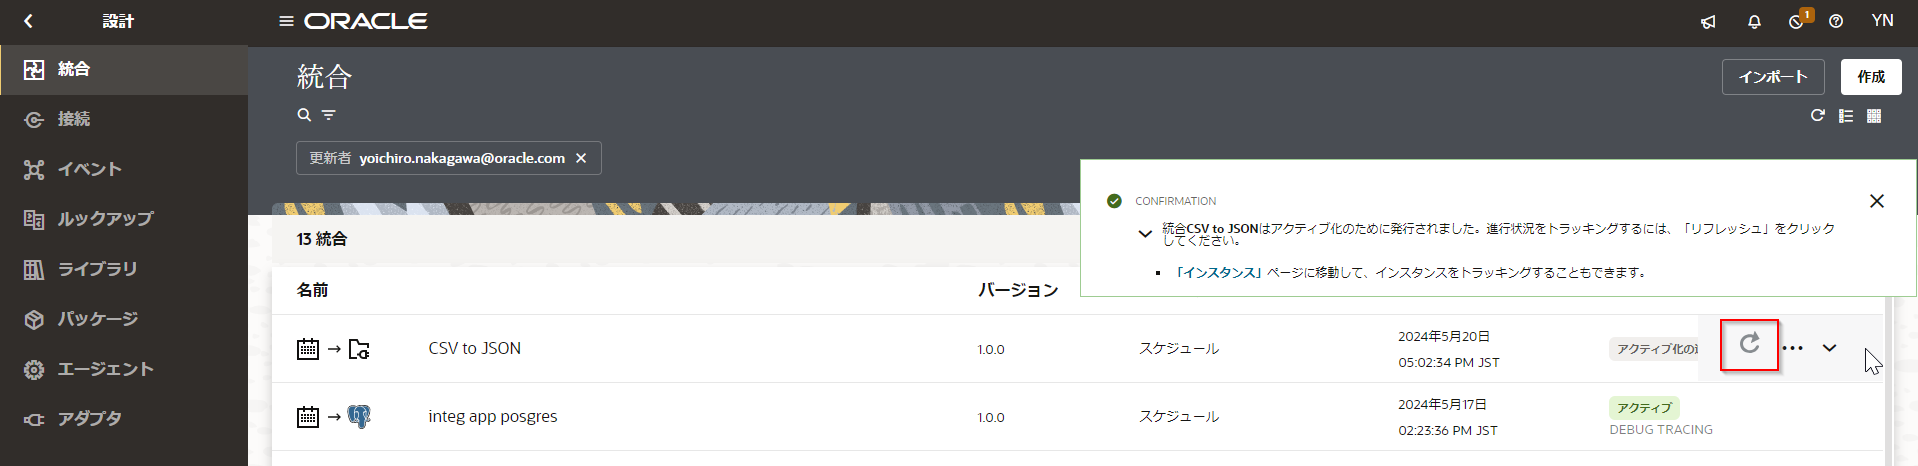 設計
ORACLE
1
YN
統合
接続
イベント
ルックアップ
ライブラリ
パッケージ
エージェント
アダプタ
統合
インポート
作成
更新者 yoichiro.nakagawa@oracle.com
CONFIRMATION
統合CSV to JSONはアクティブ化のために発行されました。進行状況をトラッキングするには、「リフレッシュ」をクリック
してください。
「インスタンス」ページに移動して、インスタンスをトラッキングすることもできます。
13 統合
名前 バージョン
CSV to JSON 1.0.0 スケジュール 2024年5月20日 05:02:34 PM JST アクティブ化の
integ app posgres 1.0.0 スケジュール 2024年5月17日 02:23:36 PM JST アクティブ
DEBUG TRACING